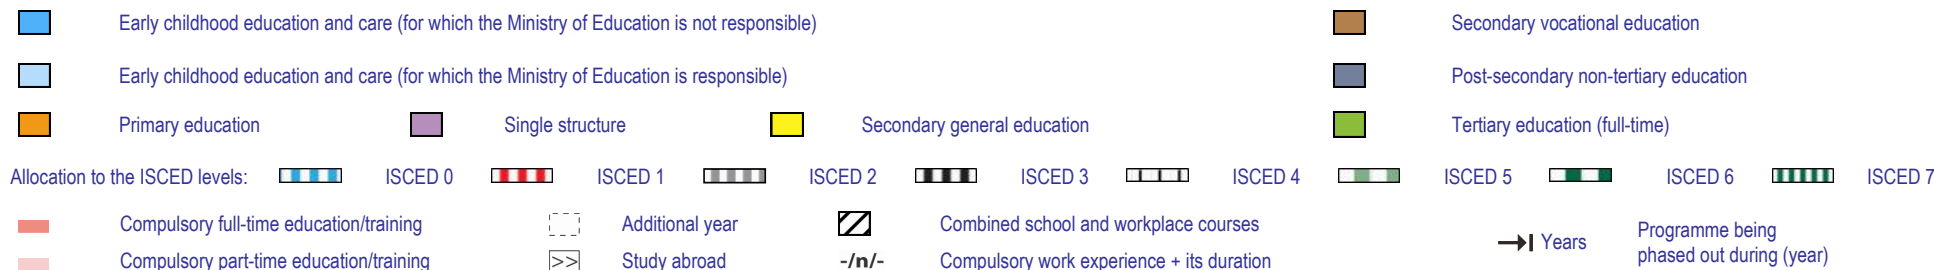 Early childhood education and care (for which the Ministry of Education is not responsible)
Secondary vocational education
Early childhood education and care (for which the Ministry of Education is responsible)
Post-secondary non-tertiary education
Primary education
Single structure
Secondary general education
Tertiary education (full-time)
Allocation to the ISCED levels:
ISCED 0
ISCED 1
ISCED 2
ISCED 3
ISCED 4
ISCED 5
ISCED 6
ISCED 7
Compulsory full-time education/training
Additional year
Combined school and workplace courses
Years
Programme being
phased out during (year)
Compulsory part-time education/training
>>
Study abroad
-/n/-
Compulsory work experience + its duration